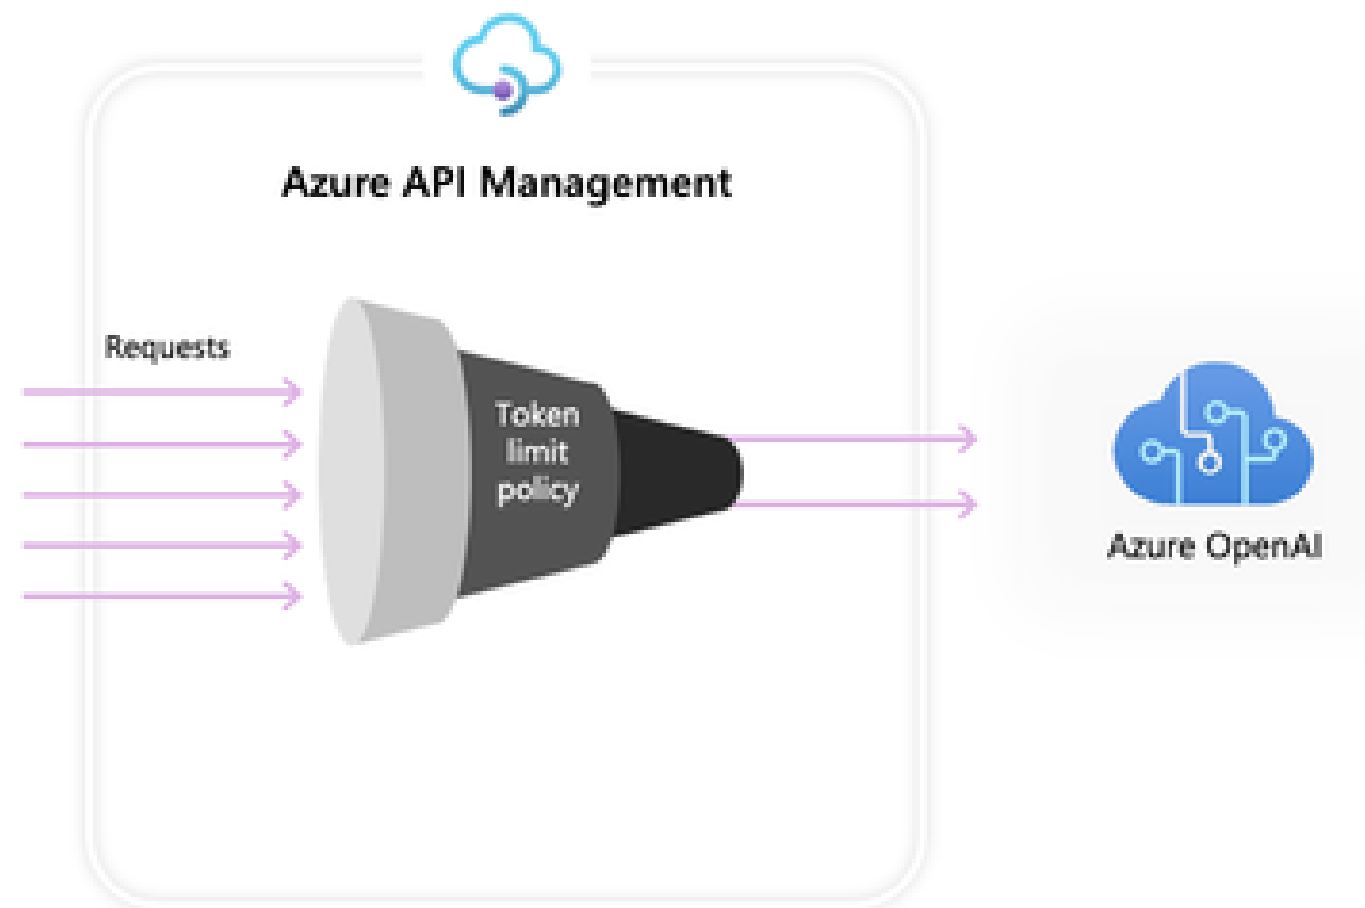 Azure API Management
Requests
Token
limit
policy
Azure OpenAI